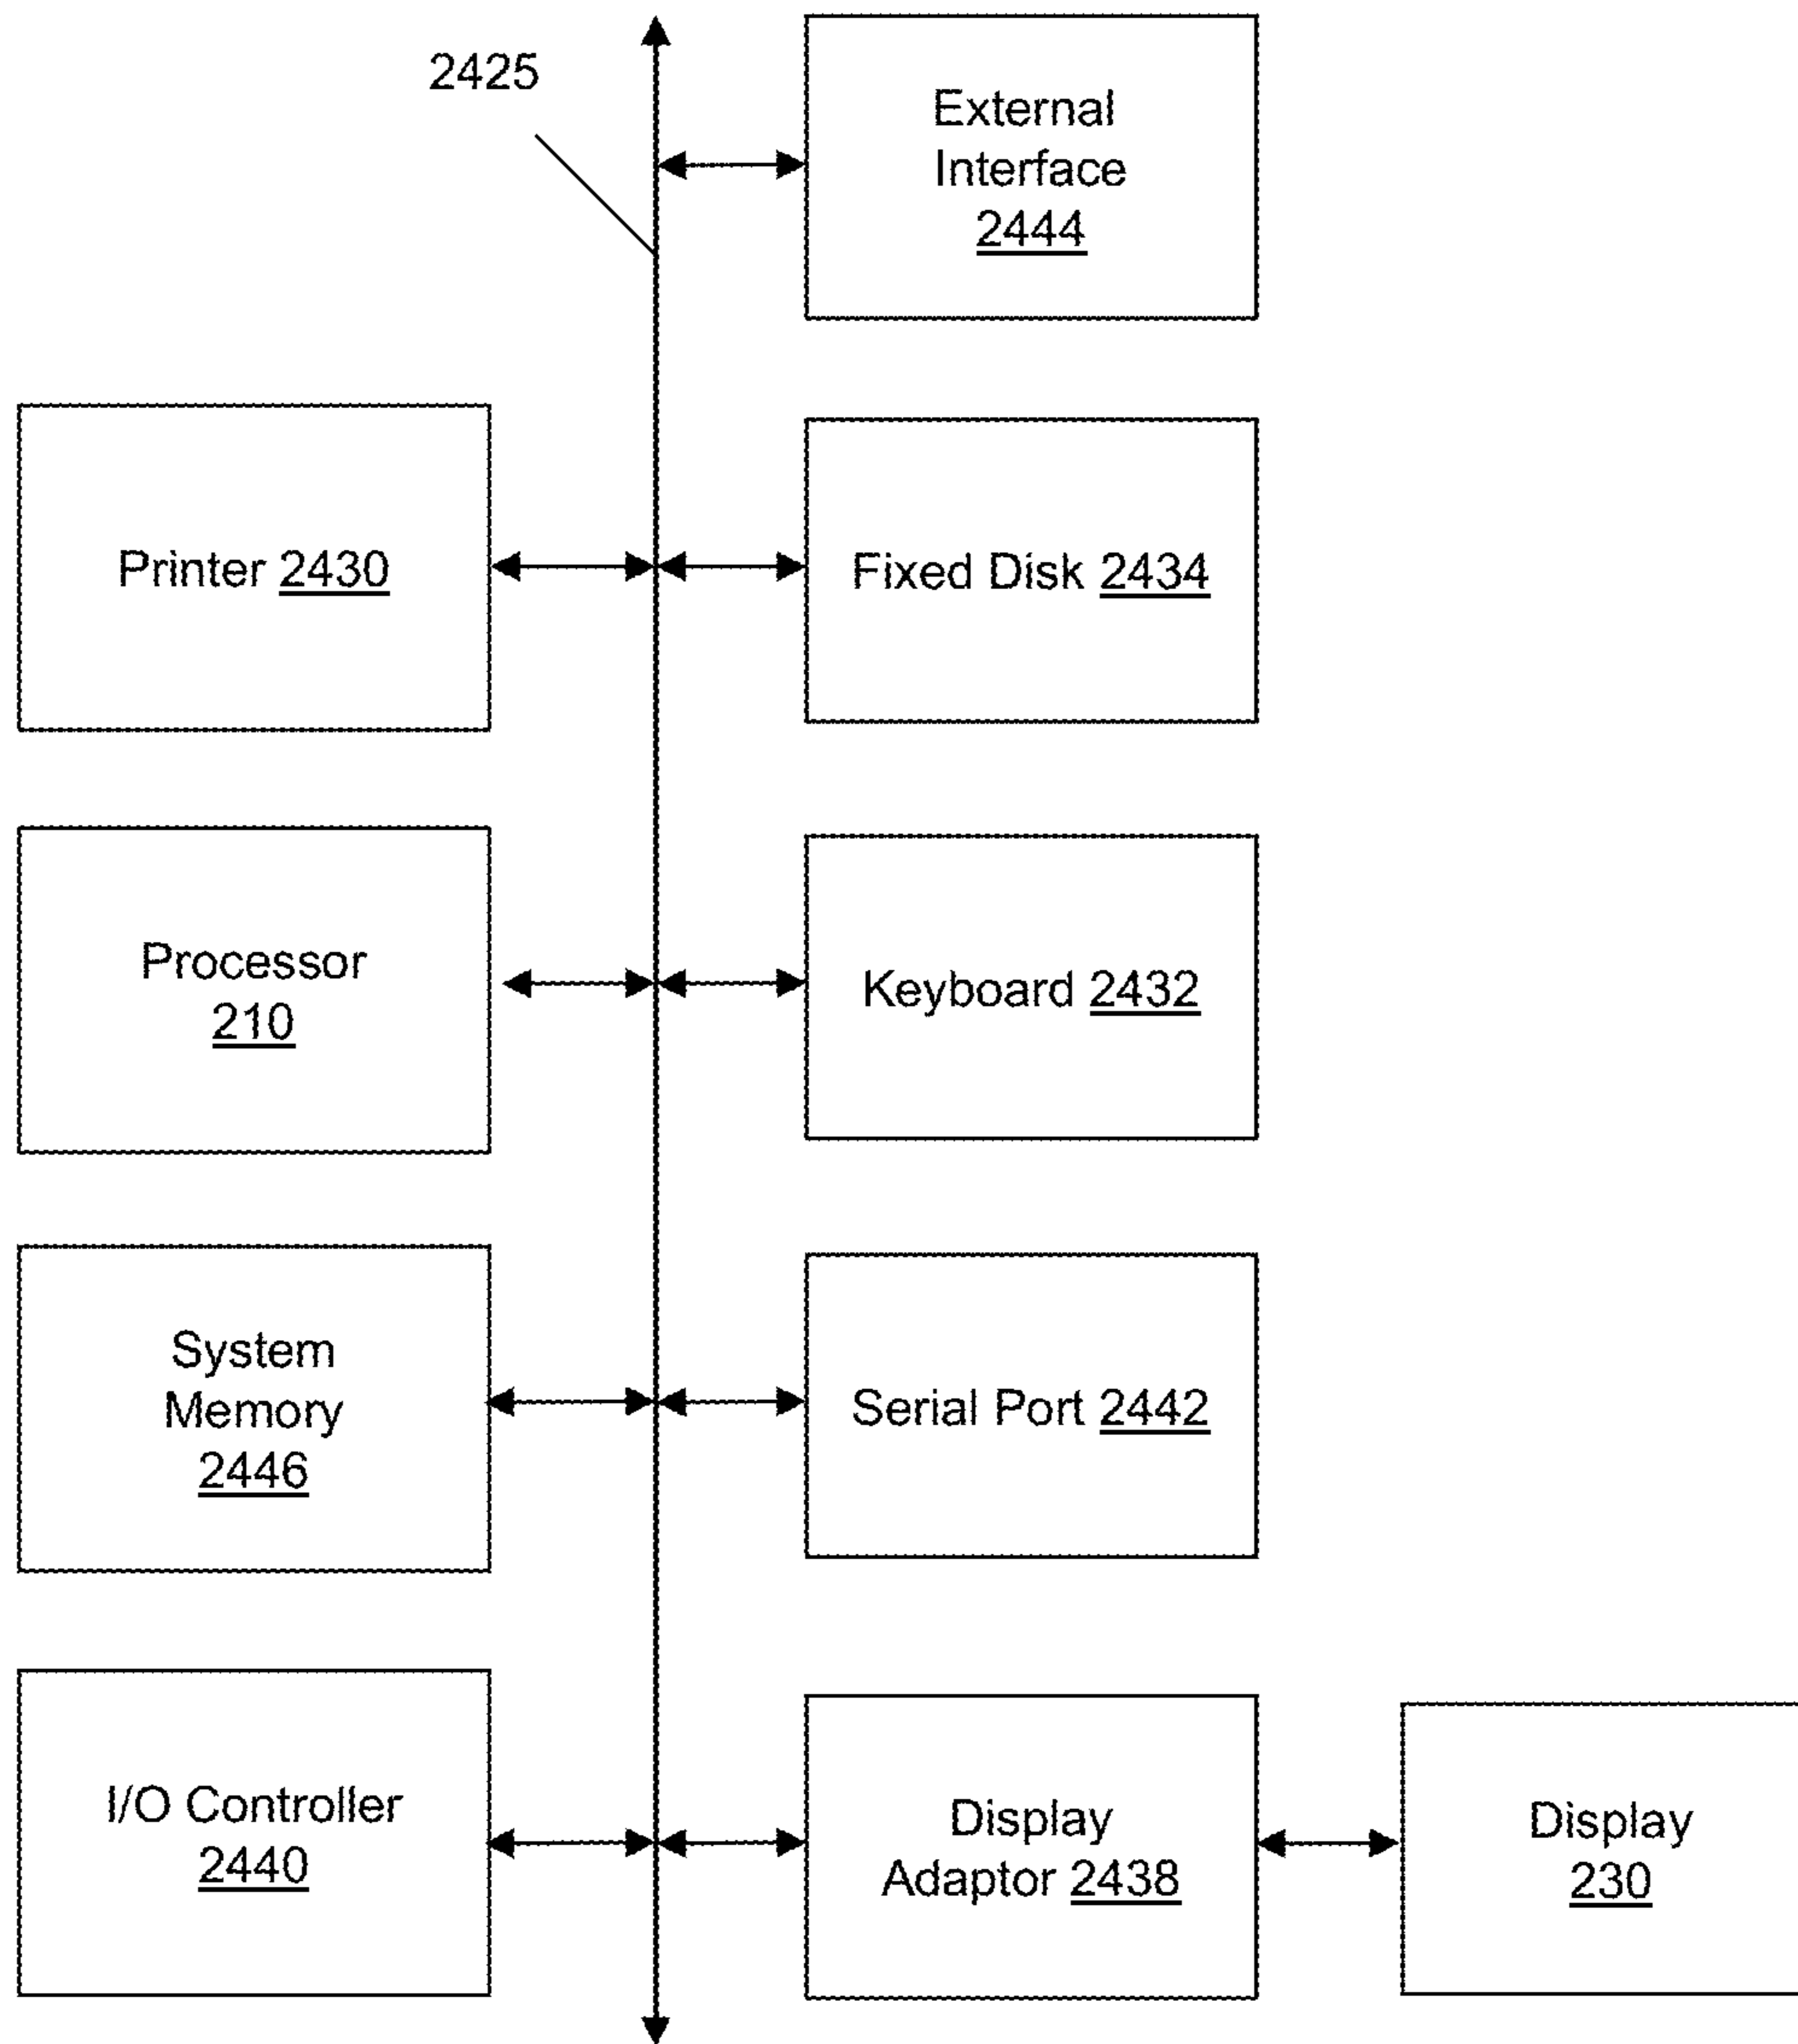 2425
External
Interface
2444
Printer 2430
Fixed Disk 2434
Processor
210
Keyboard 2432
System
Memory
2446
Serial Port 2442
I/O Controller
2440
Display
Adaptor 2438
Display
230